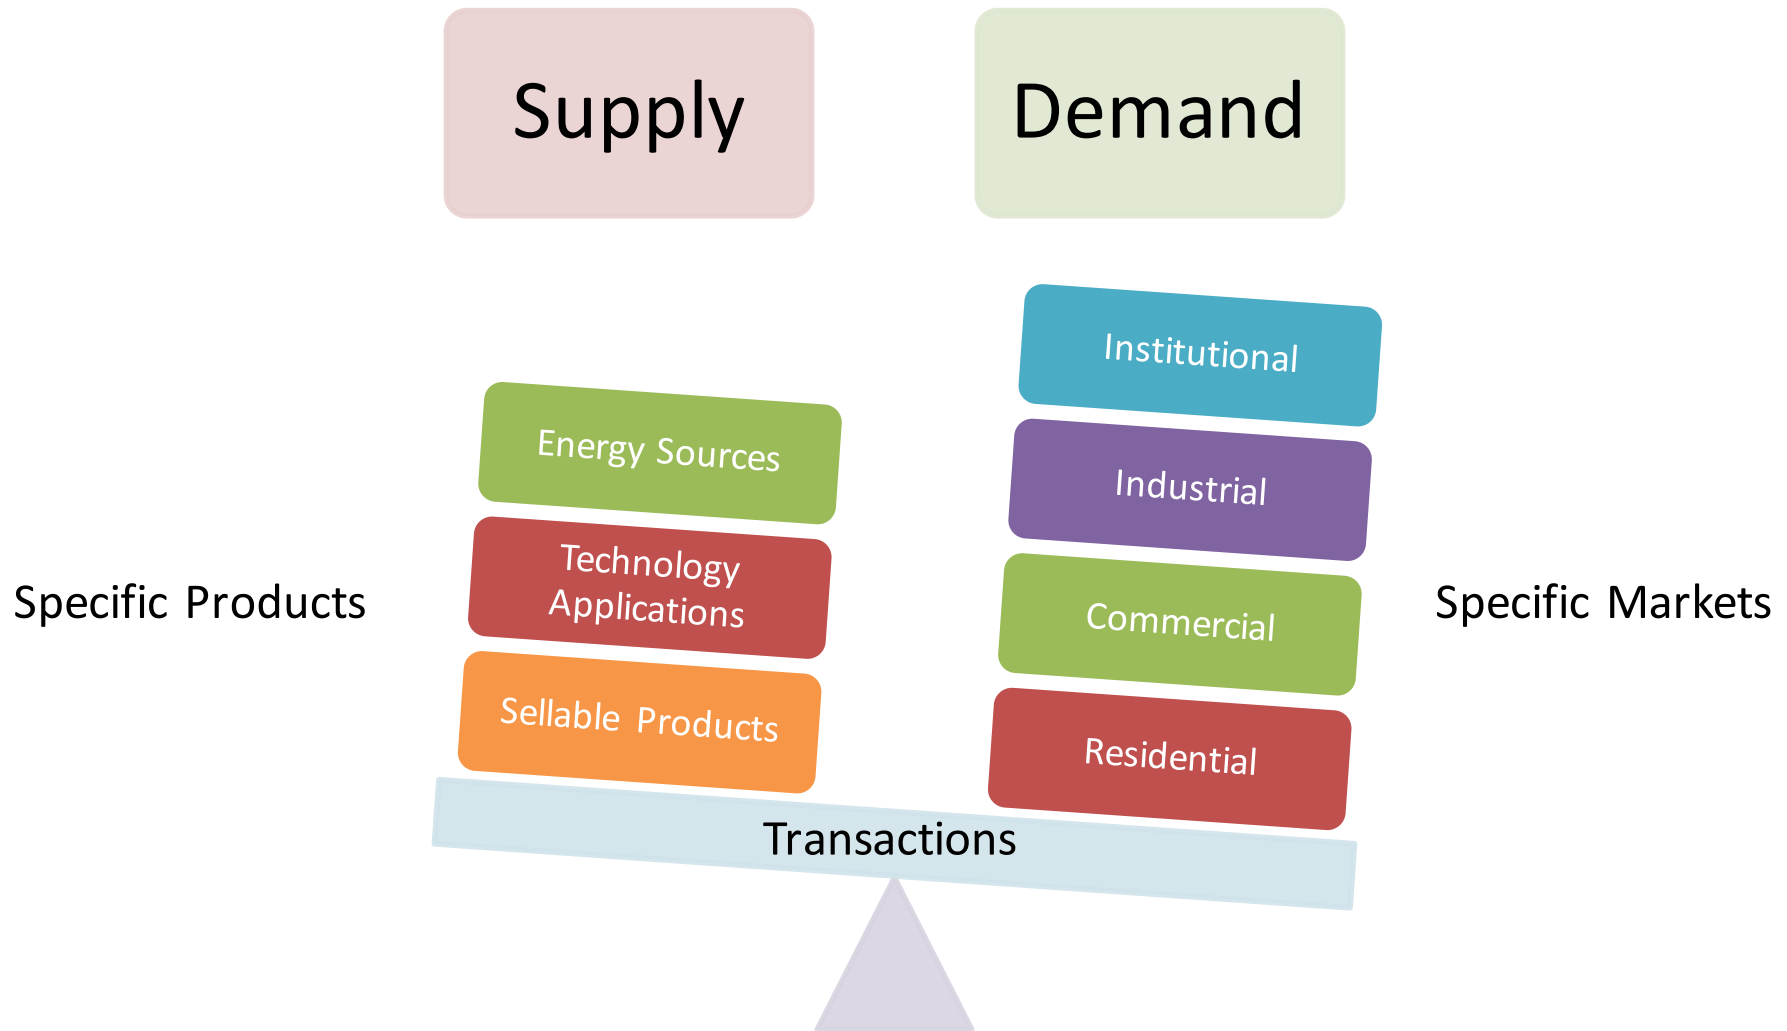 Supply
Demand
Institutional
Energy Sources
Industrial
Technology
Applications
Specific Products
Commercial
Specific Markets
Sellable Products
Residential
Transactions